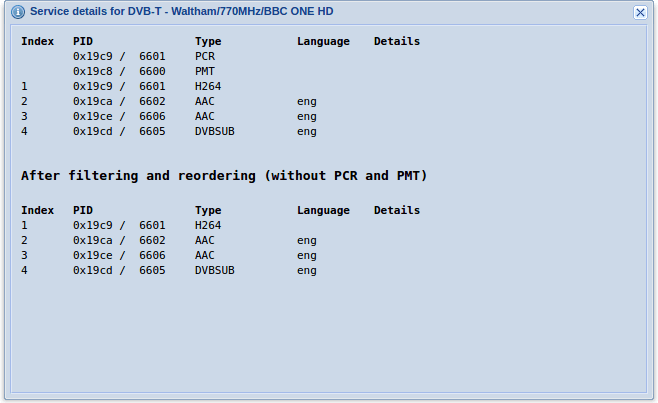 Service details for DVB-T - Waltham/770MHz/BBC ONE HD
Index PID Type Language Details
0x19c9 / 6601 PCR
0x19c8 / 6600 PMT
1 0x19c9 / 6601 H264
2 0x19ca / 6602 AAC eng
3 0x19ce / 6606 AAC eng
4 0x19cd / 6605 DVBSUB eng
After filtering and reordering (without PCR and PMT)
Index PID Type Language Details
1 0x19c9 / 6601 H264
2 0x19ca / 6602 AAC eng
3 0x19ce / 6606 AAC eng
4 0x19cd / 6605 DVBSUB eng